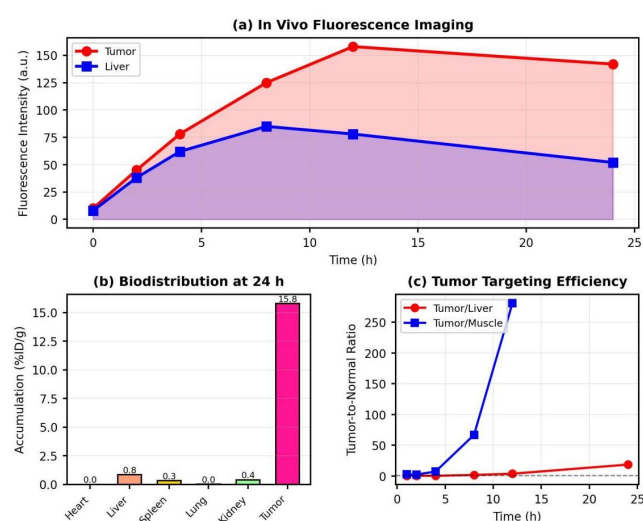 (a) In Vivo Fluorescence Imaging
Fluorescence Intensity (a.u.)
150
125
100
75
50
25
0
Tumor
Liver
0
5
10
15
20
25
Time (h)
(b) Biodistribution at 24 h
Accumulation (%ID/g)
15.0
12.5
10.0
7.5
5.0
2.5
0.0
0.0
0.8
0.3
0.0
0.4
15.8
Heart
Liver
Spleen
Lung
Kidney
Tumor
(c) Tumor Targeting Efficiency
Tumor-to-Normal Ratio
250
200
150
100
50
0
Tumor/Liver
Tumor/Muscle
0
5
10
15
20
25
Time (h)